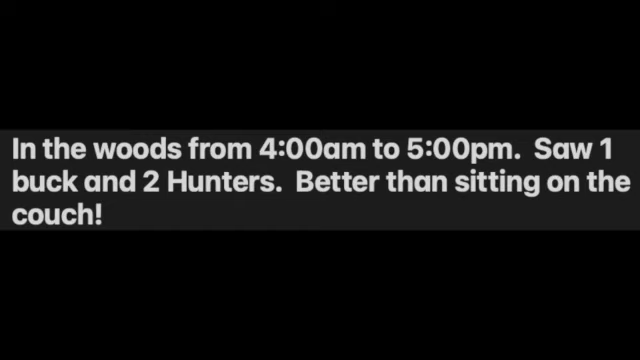 In the woods from 4:00am to 5:00pm.  Saw 1
buck and 2 Hunters.  Better than sitting on the
couch!